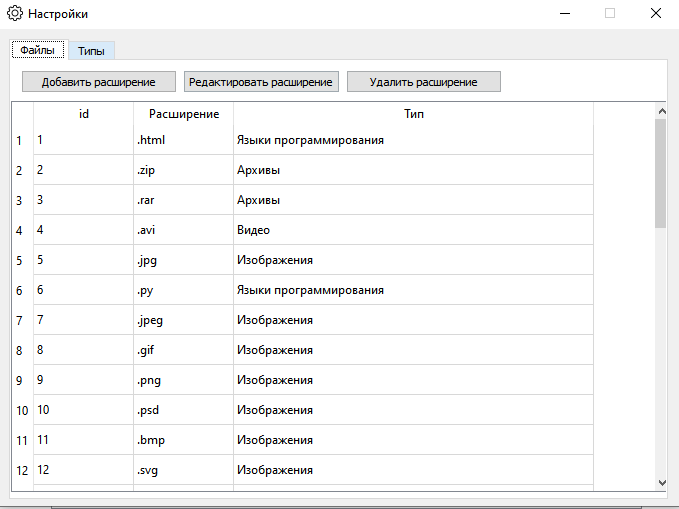 Настройки
Файлы Типы
Добавить расширение Редактировать расширение Удалить расширение
id Расширение Тип
1 1 .html Языки программирования
2 2 .zip Архивы
3 3 .rar Архивы
4 4 .avi Видео
5 5 .jpg Изображения
6 6 .py Языки программирования
7 7 .jpeg Изображения
8 8 .gif Изображения
9 9 .png Изображения
10 10 .psd Изображения
11 11 .bmp Изображения
12 12 .svg Изображения